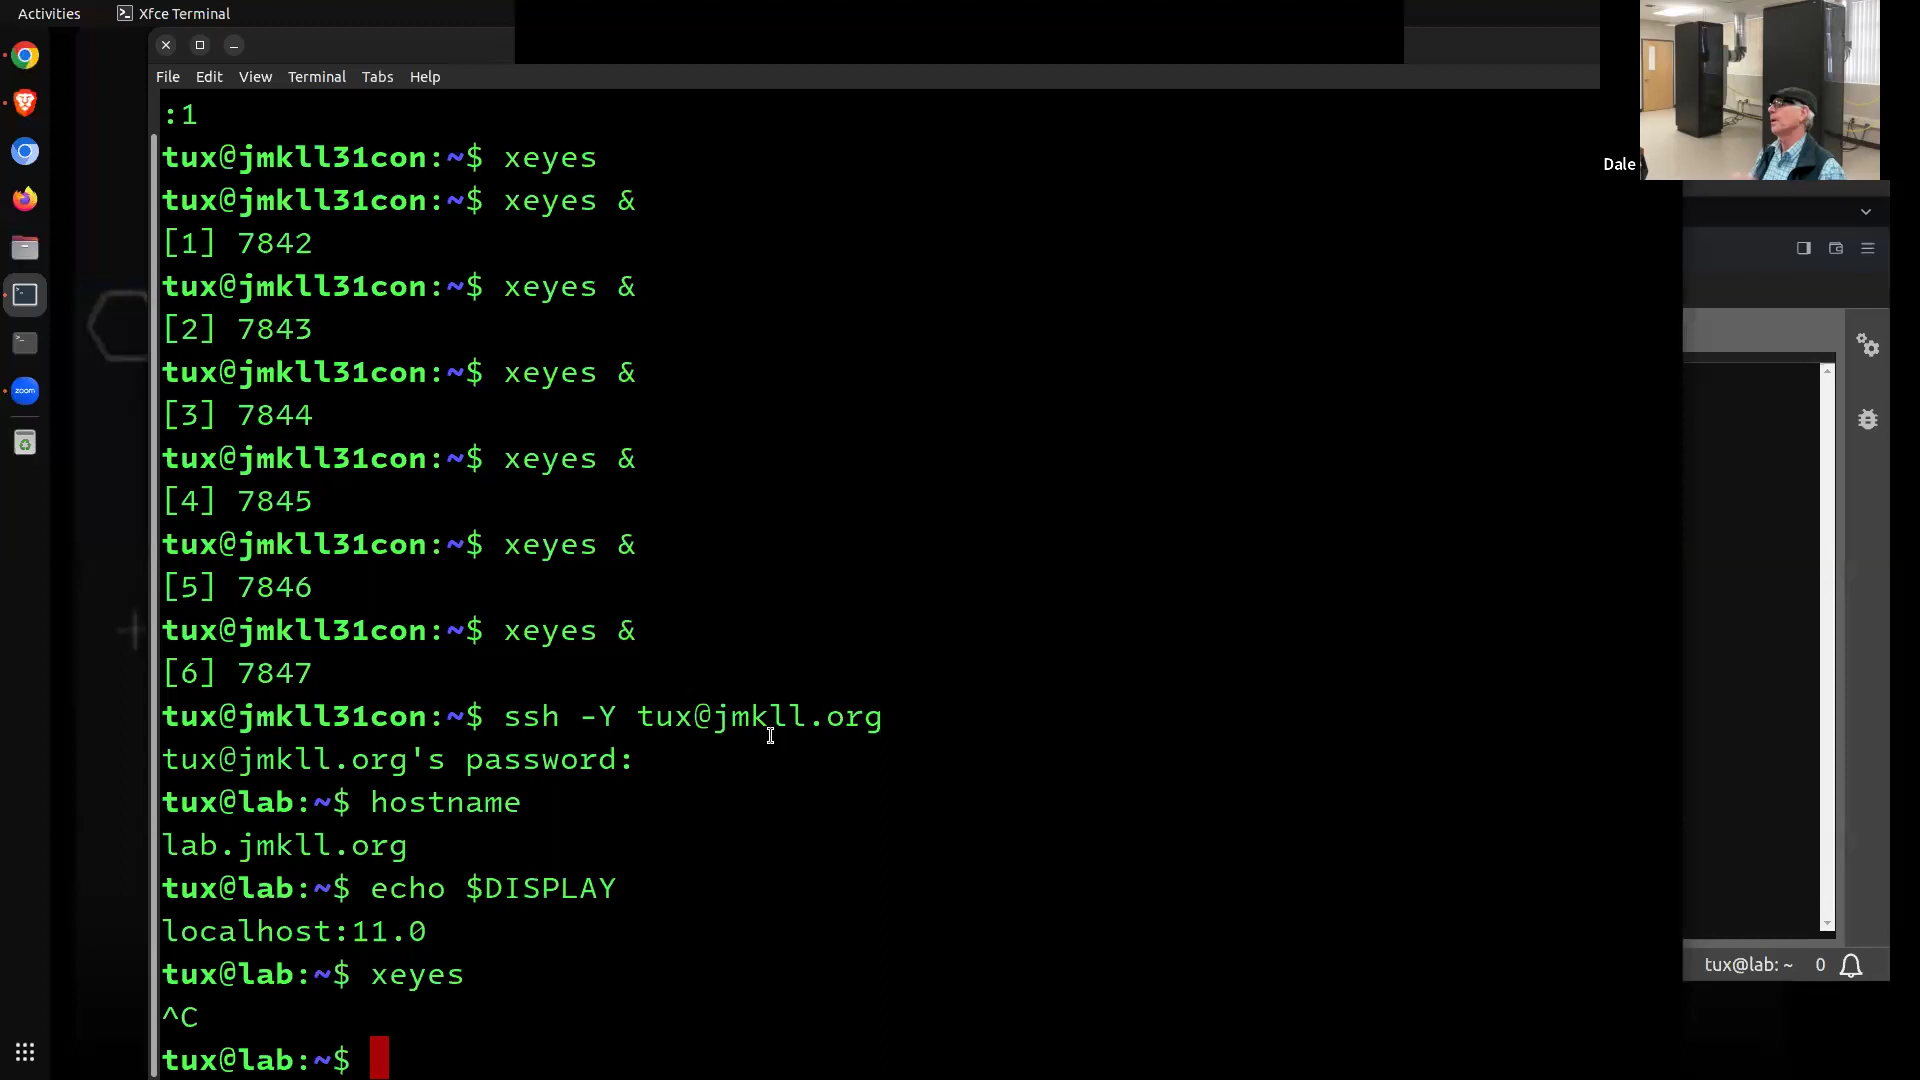 Activities
Xfce Terminal
File Edit View Terminal Tabs Help
:1
tux@jmkll31con:~$ xeyes
tux@jmkll31con:~$ xeyes &
[1] 7842
tux@jmkll31con:~$ xeyes &
[2] 7843
tux@jmkll31con:~$ xeyes &
[3] 7844
tux@jmkll31con:~$ xeyes &
[4] 7845
tux@jmkll31con:~$ xeyes &
[5] 7846
tux@jmkll31con:~$ xeyes &
[6] 7847
tux@jmkll31con:~$ ssh -Y tux@jmkll.org
tux@jmkll.org's password:
tux@lab:~$ hostname
lab.jmkll.org
tux@lab:~$ echo $DISPLAY
localhost:11.0
tux@lab:~$ xeyes
^C
tux@lab:~$
Dale
zoom
tux@lab: ~ 0